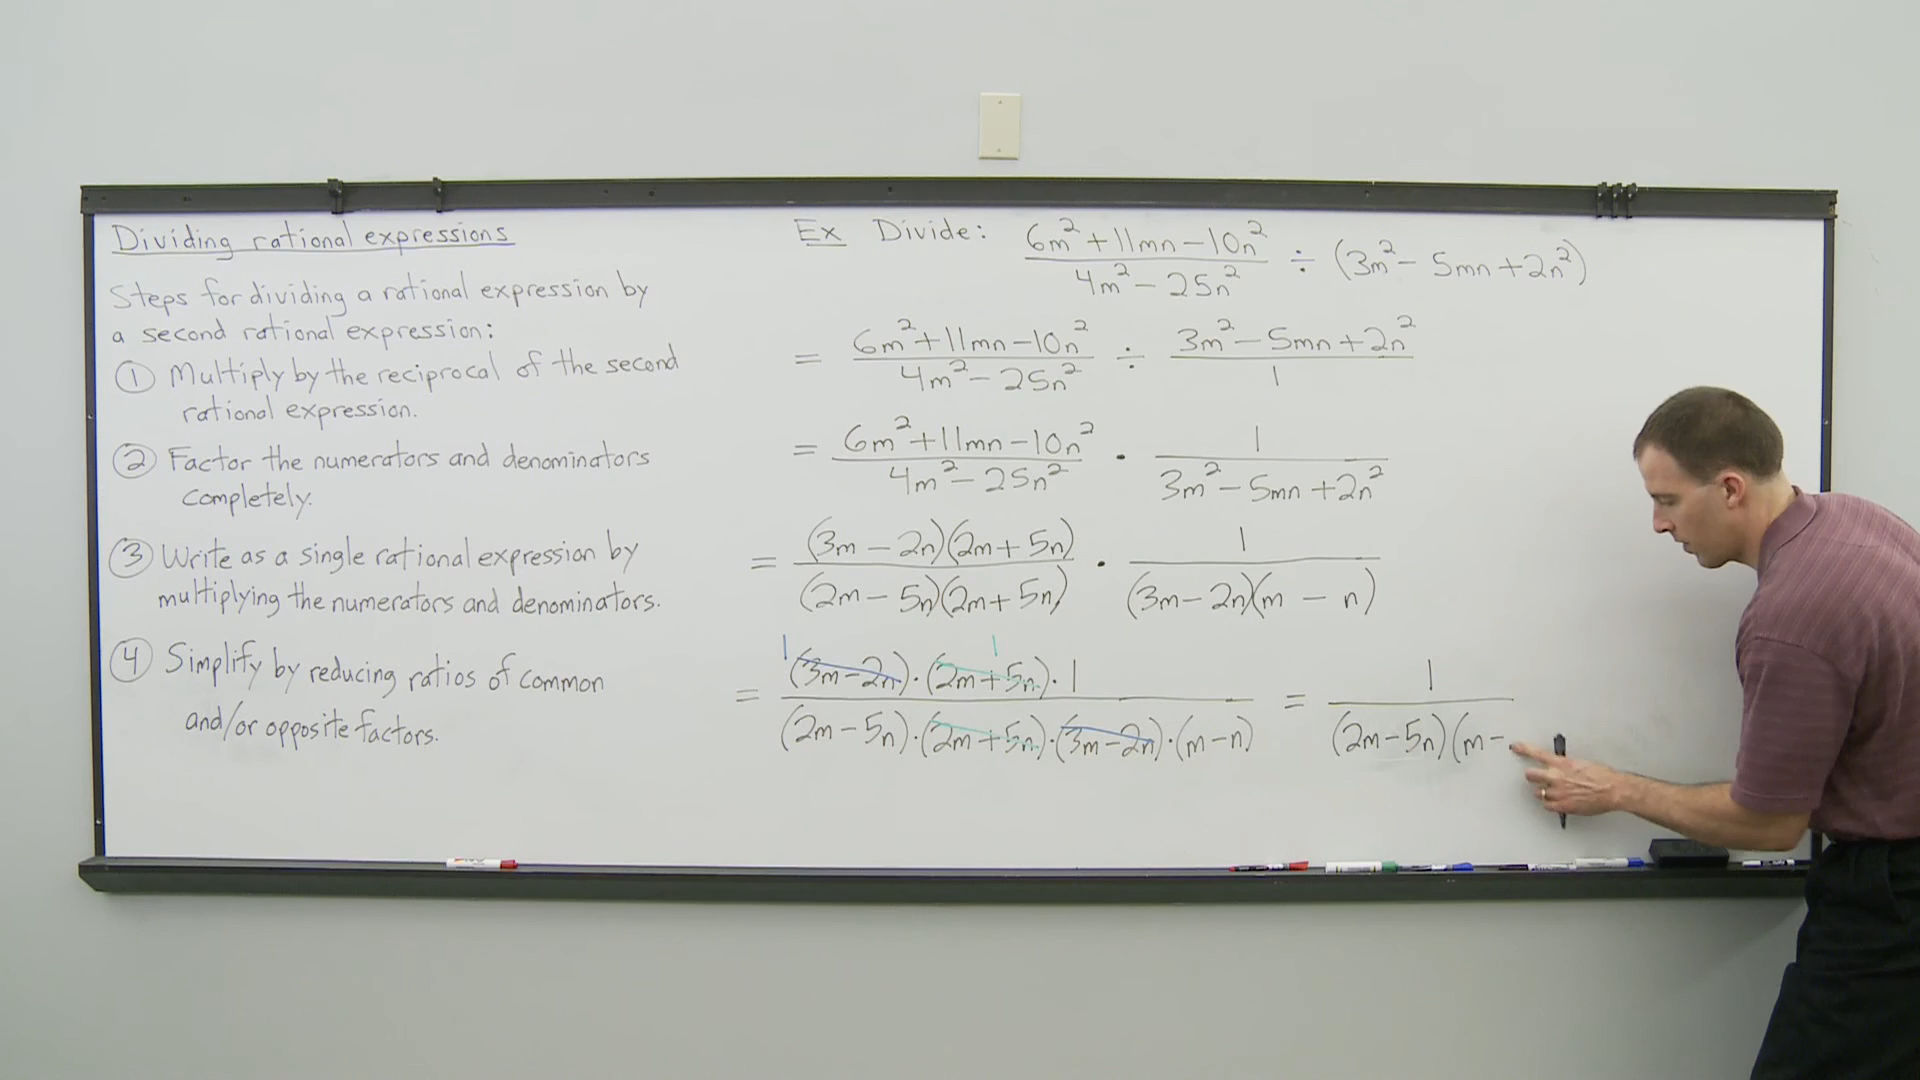 Dividing rational expressions
Steps for dividing a rational expression by
a second rational expression:
① Multiply by the reciprocal of the second
rational expression.
② Factor the numerators and denominators
completely.
③ Write as a single rational expression by
multiplying the numerators and denominators.
④ Simplify by reducing ratios of common
and/or opposite factors.
Ex Divide: 6m²+11mn-10n² / 4m²-25n² ÷ (3m²-5mn+2n²)
= 6m²+11mn-10n² / 4m²-25n² ÷ 3m²-5mn+2n² / 1
= 6m²+11mn-10n² / 4m²-25n² · 1 / 3m²-5mn+2n²
= (3m-2n)(2m+5n) / (2m-5n)(2m+5n) · 1 / (3m-2n)(m-n)
1 1
= (3m-2n)·(2m+5n)·1 / (2m-5n)·(2m+5n)·(3m-2n)·(m-n) = 1 / (2m-5n)(m-